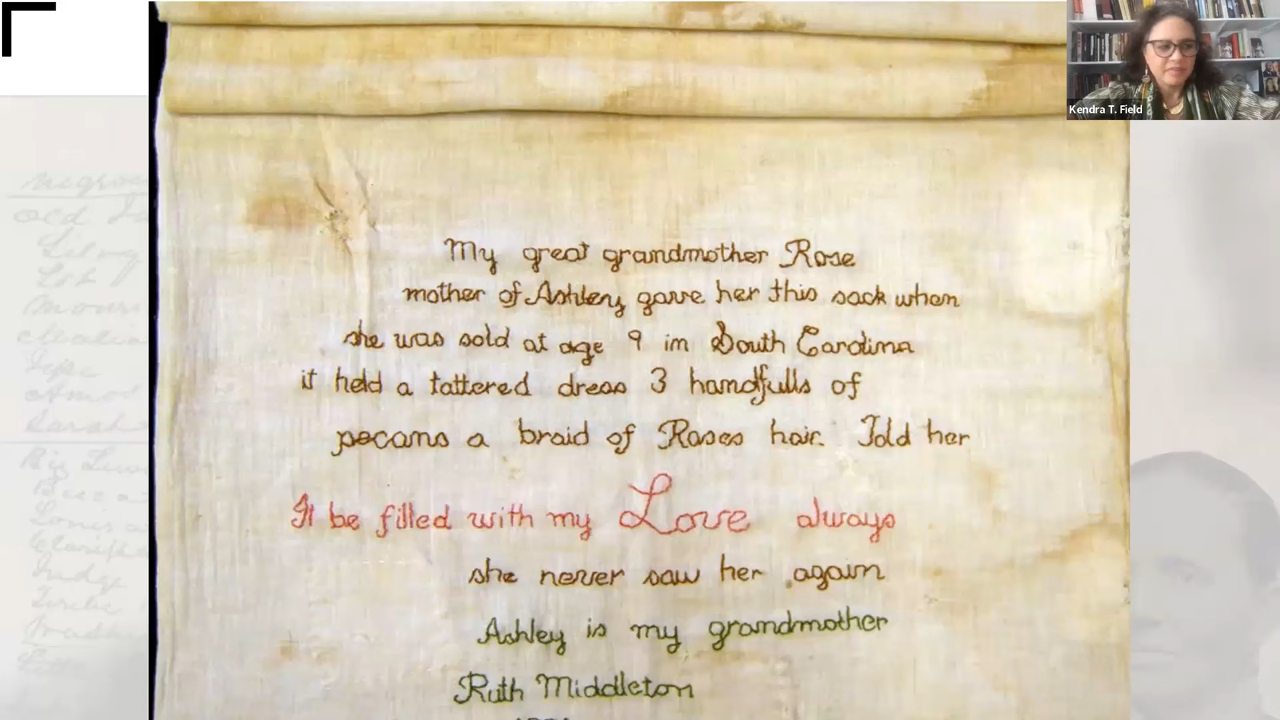 My great grandmother Rose
mother of Ashley gave her this sack when
she was sold at age 9 in South Carolina
it held a tattered dress 3 handfulls of
pecans a braid of Roses hair. Told her
It be filled with my Love always
she never saw her again
Ashley is my grandmother
Ruth Middleton
Kendra T. Field